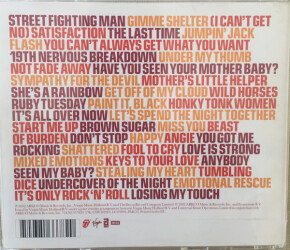 STREET FIGHTING MAN GIMME SHELTER (I CAN'T GET
NO) SATISFACTION THE LAST TIME JUMPIN' JACK
FLASH YOU CAN'T ALWAYS GET WHAT YOU WANT
19TH NERVOUS BREAKDOWN UNDER MY THUMB
NOT FADE AWAY HAVE YOU SEEN YOUR MOTHER BABY?
SYMPATHY FOR THE DEVIL MOTHER'S LITTLE HELPER
SHE'S A RAINBOW GET OFF OF MY CLOUD WILD HORSES
RUBY TUESDAY PAINT IT, BLACK HONKY TONK WOMEN
IT'S ALL OVER NOW LET'S SPEND THE NIGHT TOGETHER
START ME UP BROWN SUGAR MISS YOU BEAST
OF BURDEN DON'T STOP HAPPY ANGIE YOU GOT ME
ROCKING SHATTERED FOOL TO CRY LOVE IS STRONG
MIXED EMOTIONS KEYS TO YOUR LOVE ANYBODY
SEEN MY BABY? STEALING MY HEART TUMBLING
DICE UNDERCOVER OF THE NIGHT EMOTIONAL RESCUE
IT'S ONLY ROCK 'N' ROLL LOSING MY TOUCH